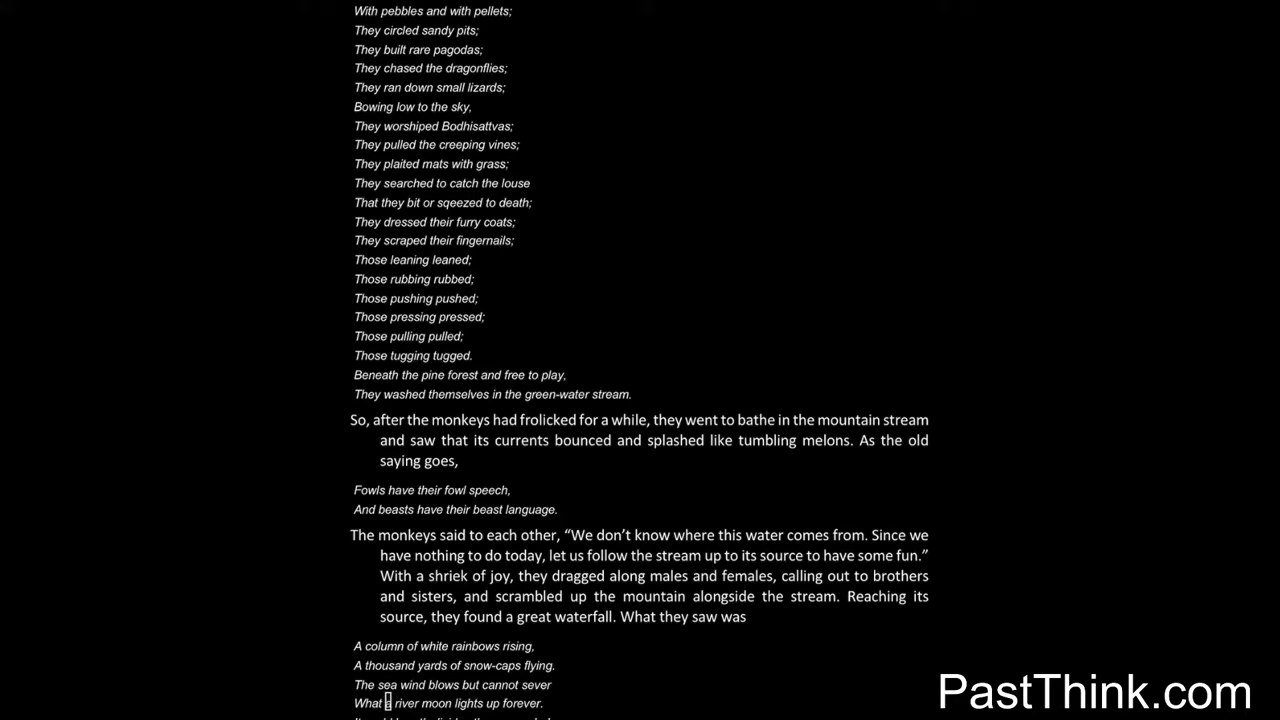 With pebbles and with pellets;
They circled sandy pits;
They built rare pagodas;
They chased the dragonflies;
They ran down small lizards;
Bowing low to the sky,
They worshiped Bodhisattvas;
They pulled the creeping vines;
They plaited mats with grass;
They searched to catch the louse
That they bit or sqeezed to death;
They dressed their furry coats;
They scraped their fingernails;
Those leaning leaned;
Those rubbing rubbed;
Those pushing pushed;
Those pressing pressed;
Those pulling pulled;
Those tugging tugged.
Beneath the pine forest and free to play,
They washed themselves in the green-water stream.
So, after the monkeys had frolicked for a while, they went to bathe in the mountain stream
and saw that its currents bounced and splashed like tumbling melons. As the old
saying goes,
Fowls have their fowl speech,
And beasts have their beast language.
The monkeys said to each other, “We don’t know where this water comes from. Since we
have nothing to do today, let us follow the stream up to its source to have some fun.”
With a shriek of joy, they dragged along males and females, calling out to brothers
and sisters, and scrambled up the mountain alongside the stream. Reaching its
source, they found a great waterfall. What they saw was
A column of white rainbows rising,
A thousand yards of snow-caps flying.
The sea wind blows but cannot sever
What a river moon lights up forever.
PastThink.com